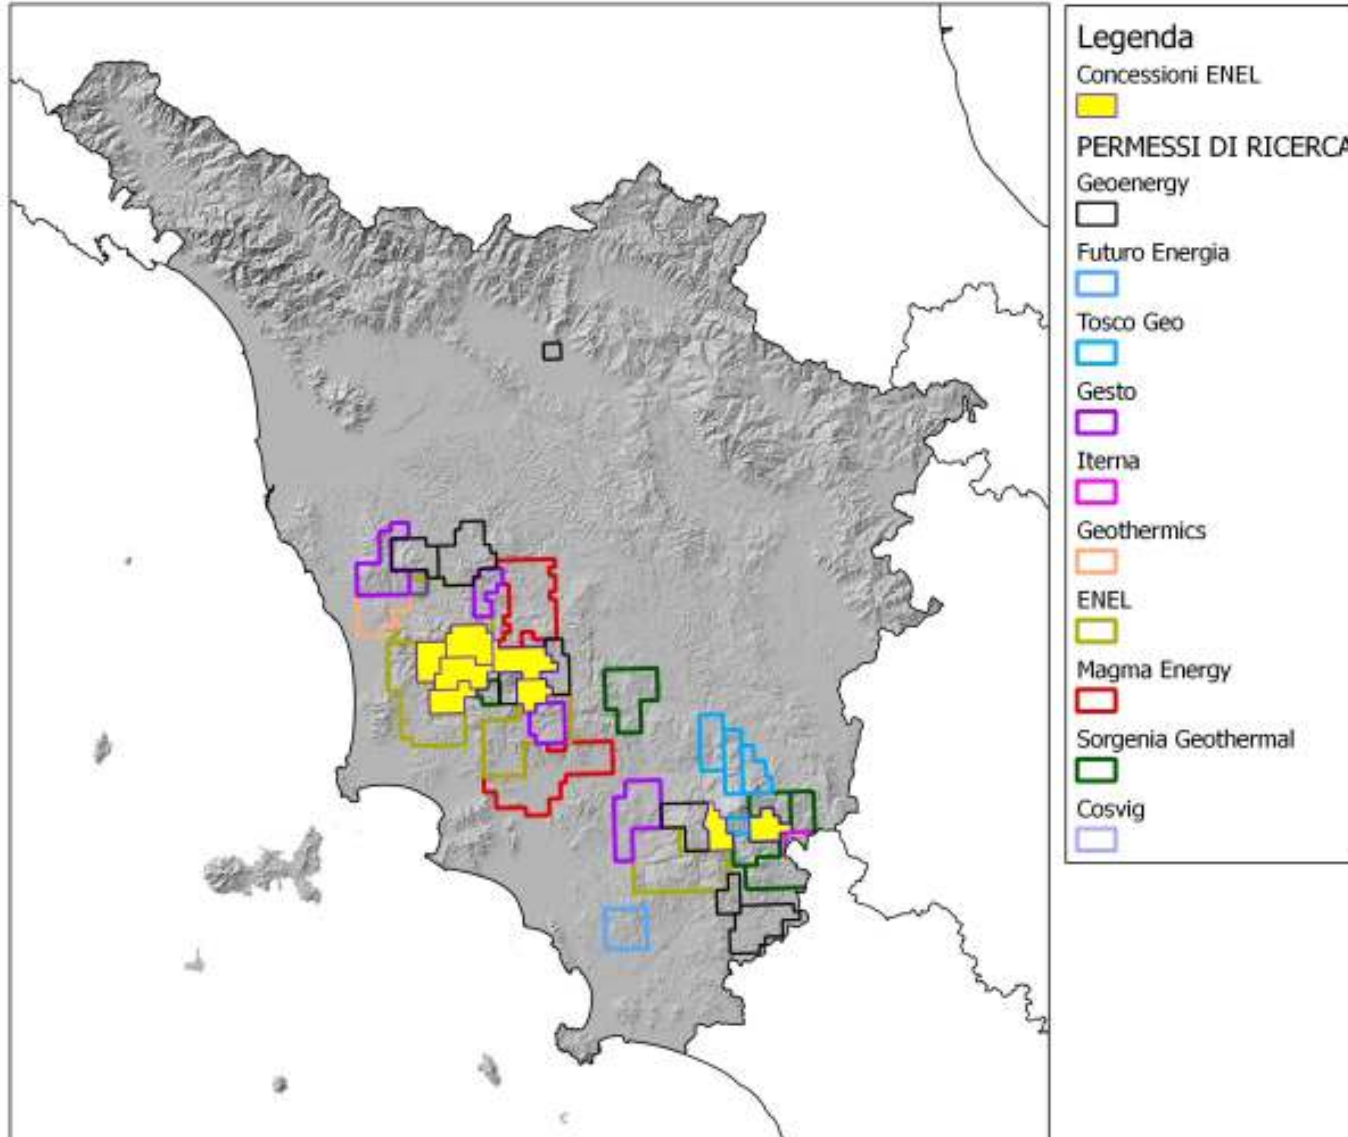 Legenda
Concessioni ENEL
PERMESSI DI RICERCA
Geoenergy
Futuro Energia
Tosco Geo
Gesto
Iterna
Geothermics
ENEL
Magma Energy
Sorgenia Geothermal
Cosvig